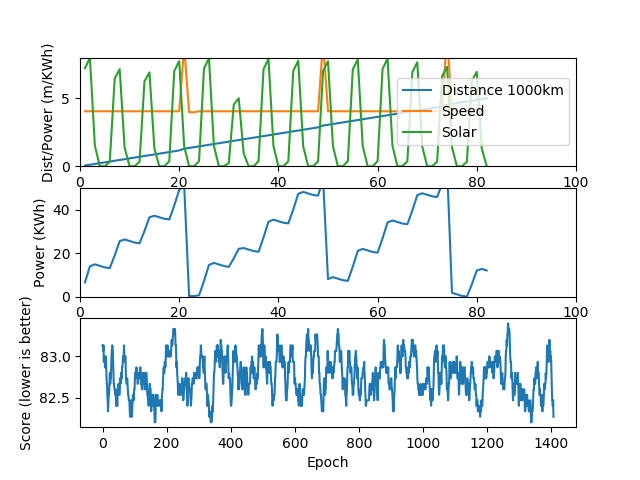 Dist/Power (m/KWh)
5
0
Distance 1000km
Speed
Solar
0 20 40 60 80 100
Power (KWh)
40
20
0
0 20 40 60 80 100
Score (lower is better)
83.0
82.5
0 200 400 600 800 1000 1200 1400
Epoch